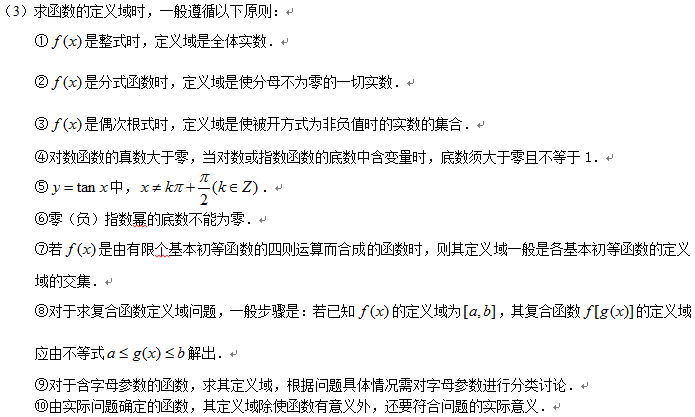 （3）求函数的定义域时，一般遵循以下原则：
①f(x)是整式时，定义域是全体实数．
②f(x)是分式函数时，定义域是使分母不为零的一切实数．
③f(x)是偶次根式时，定义域是使被开方式为非负值时的实数的集合．
④对数函数的真数大于零，当对数或指数函数的底数中含变量时，底数须大于零且不等于1．
⑤y=tan x中，x≠kπ+π/2(k∈Z)．
⑥零（负）指数幂的底数不能为零．
⑦若f(x)是由有限个基本初等函数的四则运算而合成的函数时，则其定义域一般是各基本初等函数的定义
域的交集．
⑧对于求复合函数定义域问题，一般步骤是：若已知f(x)的定义域为[a,b]，其复合函数f[g(x)]的定义域
应由不等式a≤g(x)≤b解出．
⑨对于含字母参数的函数，求其定义域，根据问题具体情况需对字母参数进行分类讨论．
⑩由实际问题确定的函数，其定义域除使函数有意义外，还要符合问题的实际意义．